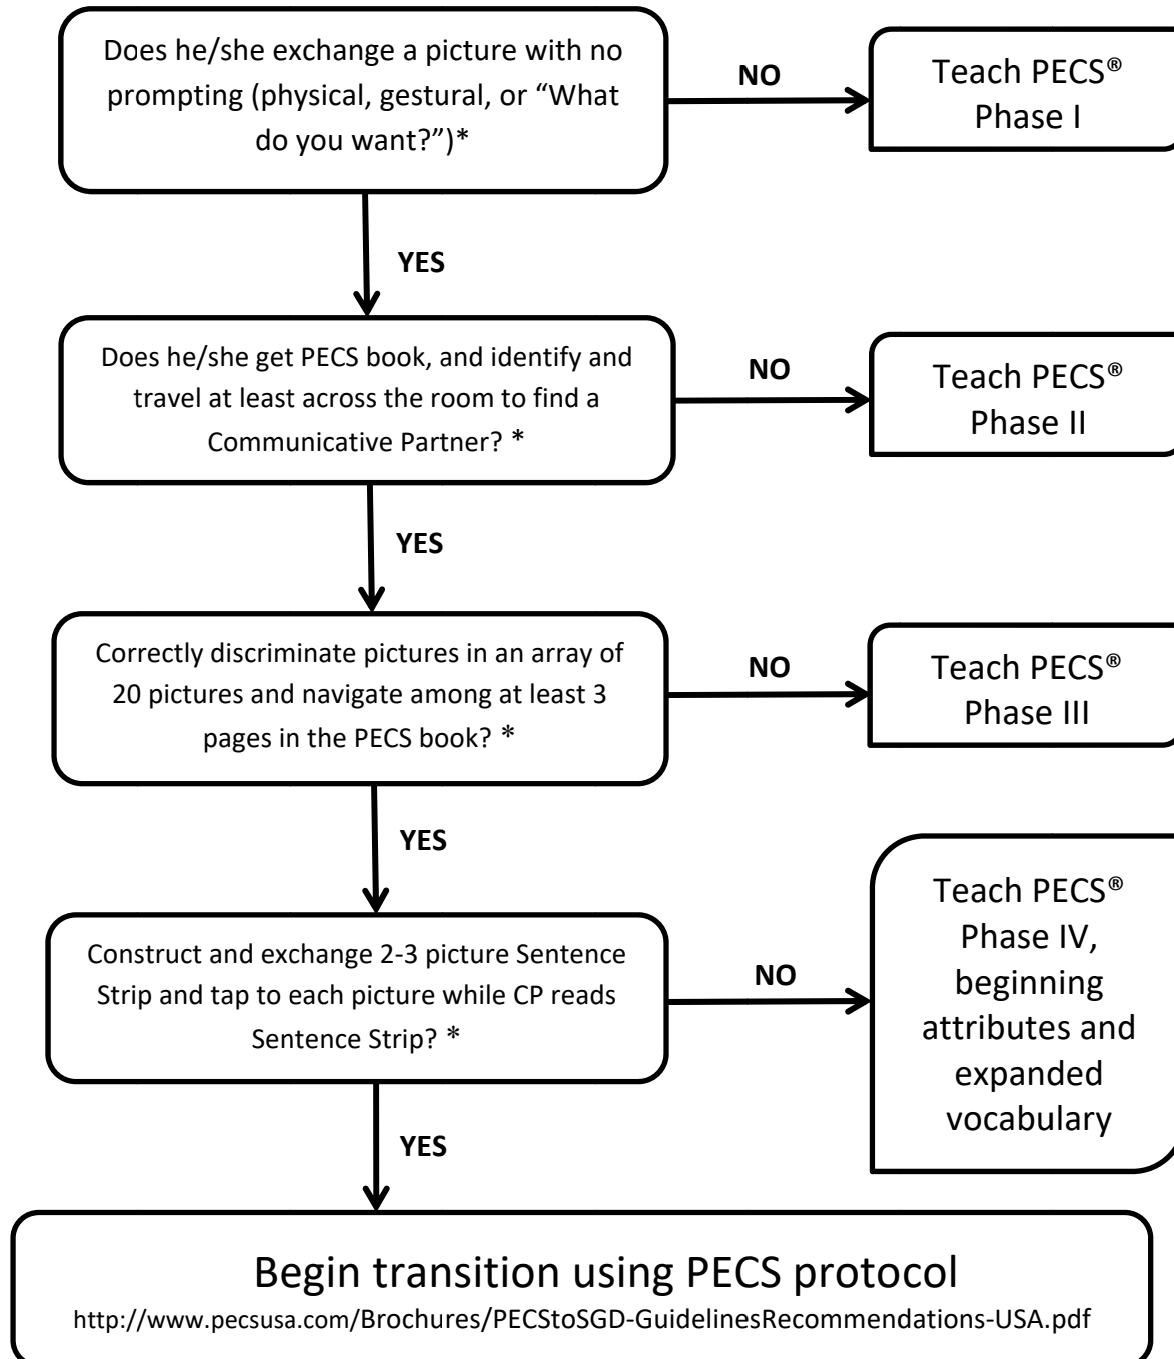 Does he/she exchange a picture with no
prompting (physical, gestural, or “What
do you want?”)*
NO
Teach PECS®
Phase I
YES
Does he/she get PECS book, and identify and
travel at least across the room to find a
Communicative Partner? *
NO
Teach PECS®
Phase II
YES
Correctly discriminate pictures in an array of
20 pictures and navigate among at least 3
pages in the PECS book? *
NO
Teach PECS®
Phase III
YES
Construct and exchange 2-3 picture Sentence
Strip and tap to each picture while CP reads
Sentence Strip? *
NO
Teach PECS®
Phase IV,
beginning
attributes and
expanded
vocabulary
YES
Begin transition using PECS protocol
http://www.pecsusa.com/Brochures/PECStoSGD-GuidelinesRecommendations-USA.pdf